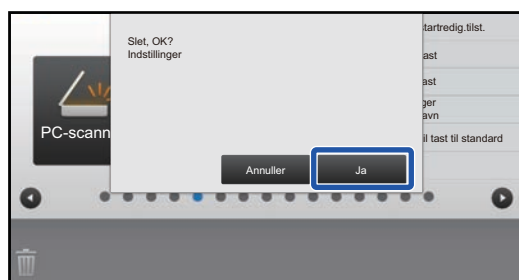 Slet, OK?
Indstillinger
tartredig.tilst.
ast
ast
ger
avn
il tast til standard
PC-scann
Annuller
Ja